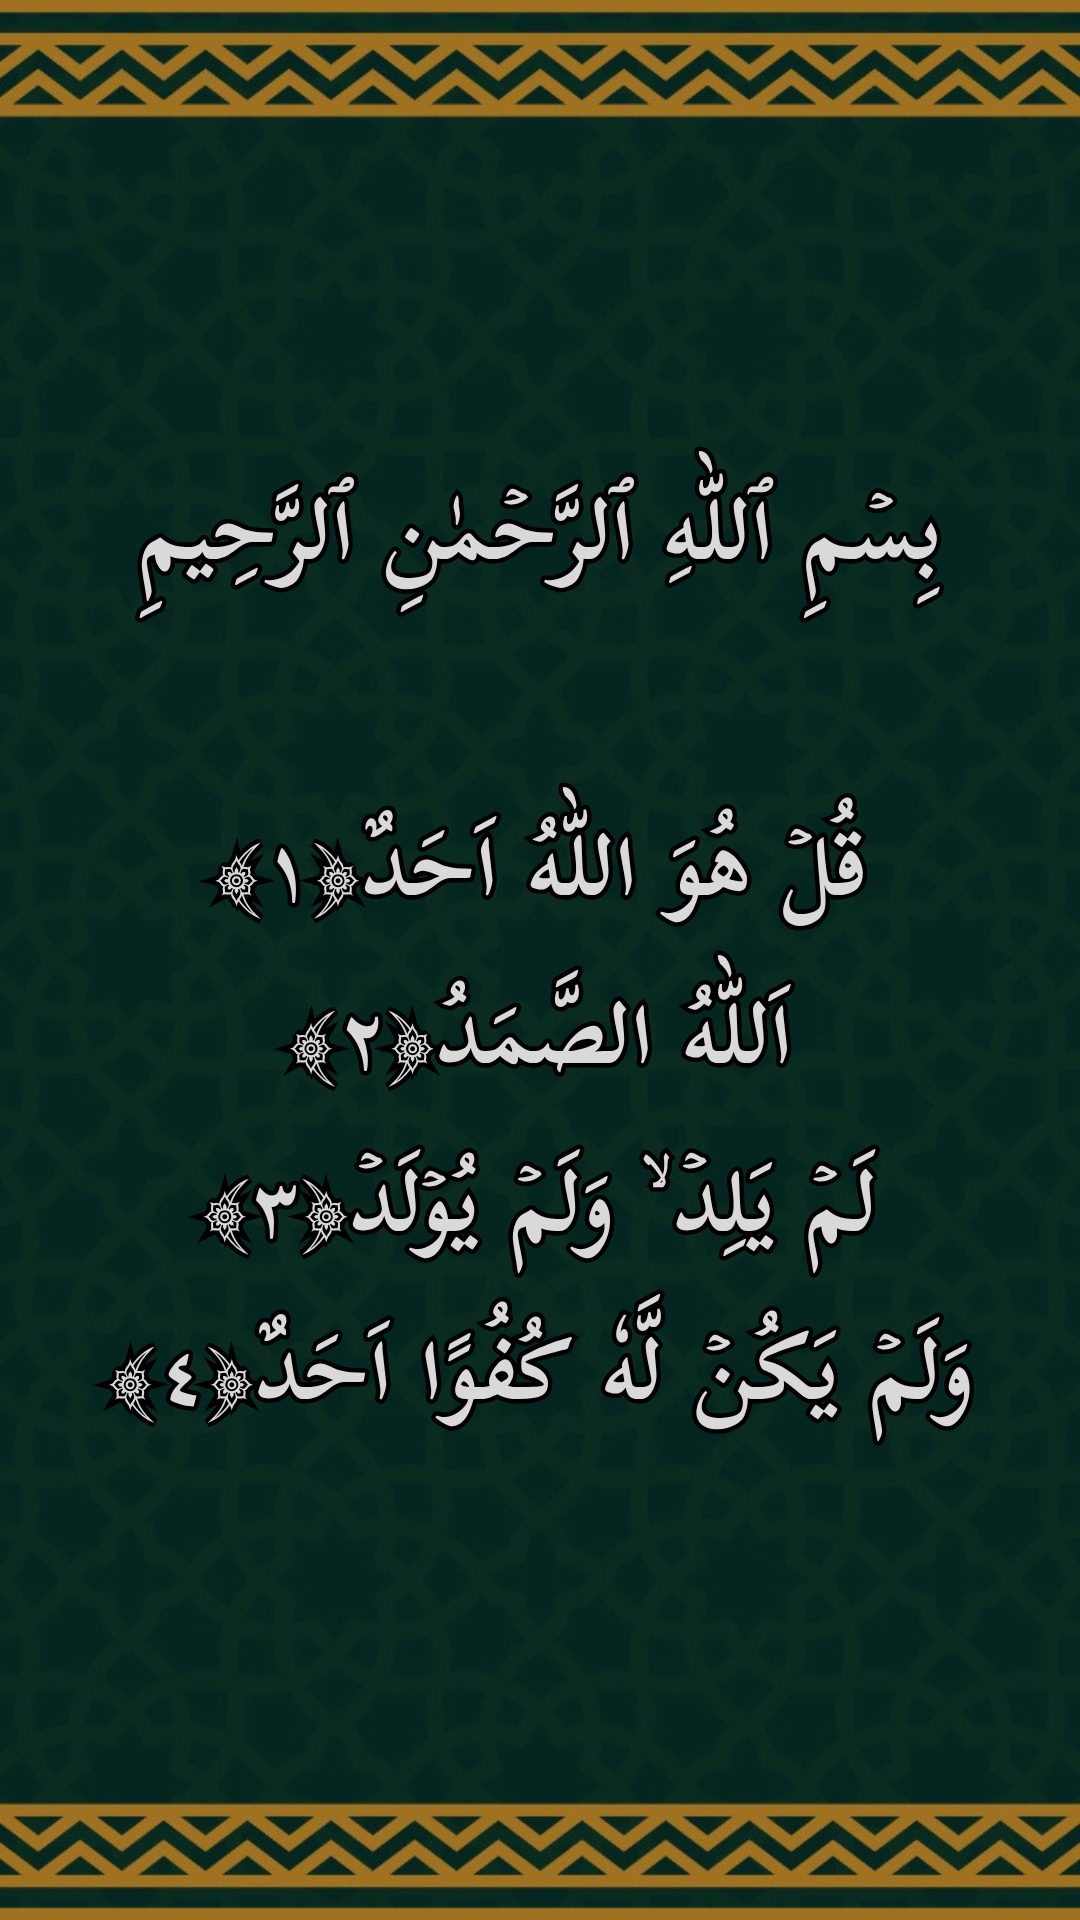 بِسۡمِ ٱللّٰهِ ٱلرَّحۡمٰنِ ٱلرَّحِيمِ
قُلۡ هُوَ اللّٰهُ اَحَدٌ﴿١﴾
اَللّٰهُ الصَّمَدُ﴿٢﴾
لَمۡ يَلِدۡ ۙ وَلَمۡ يُوۡلَدۡ﴿٣﴾
وَلَمۡ يَكُنۡ لَّهٗ كُفُوًا اَحَدٌ﴿٤﴾